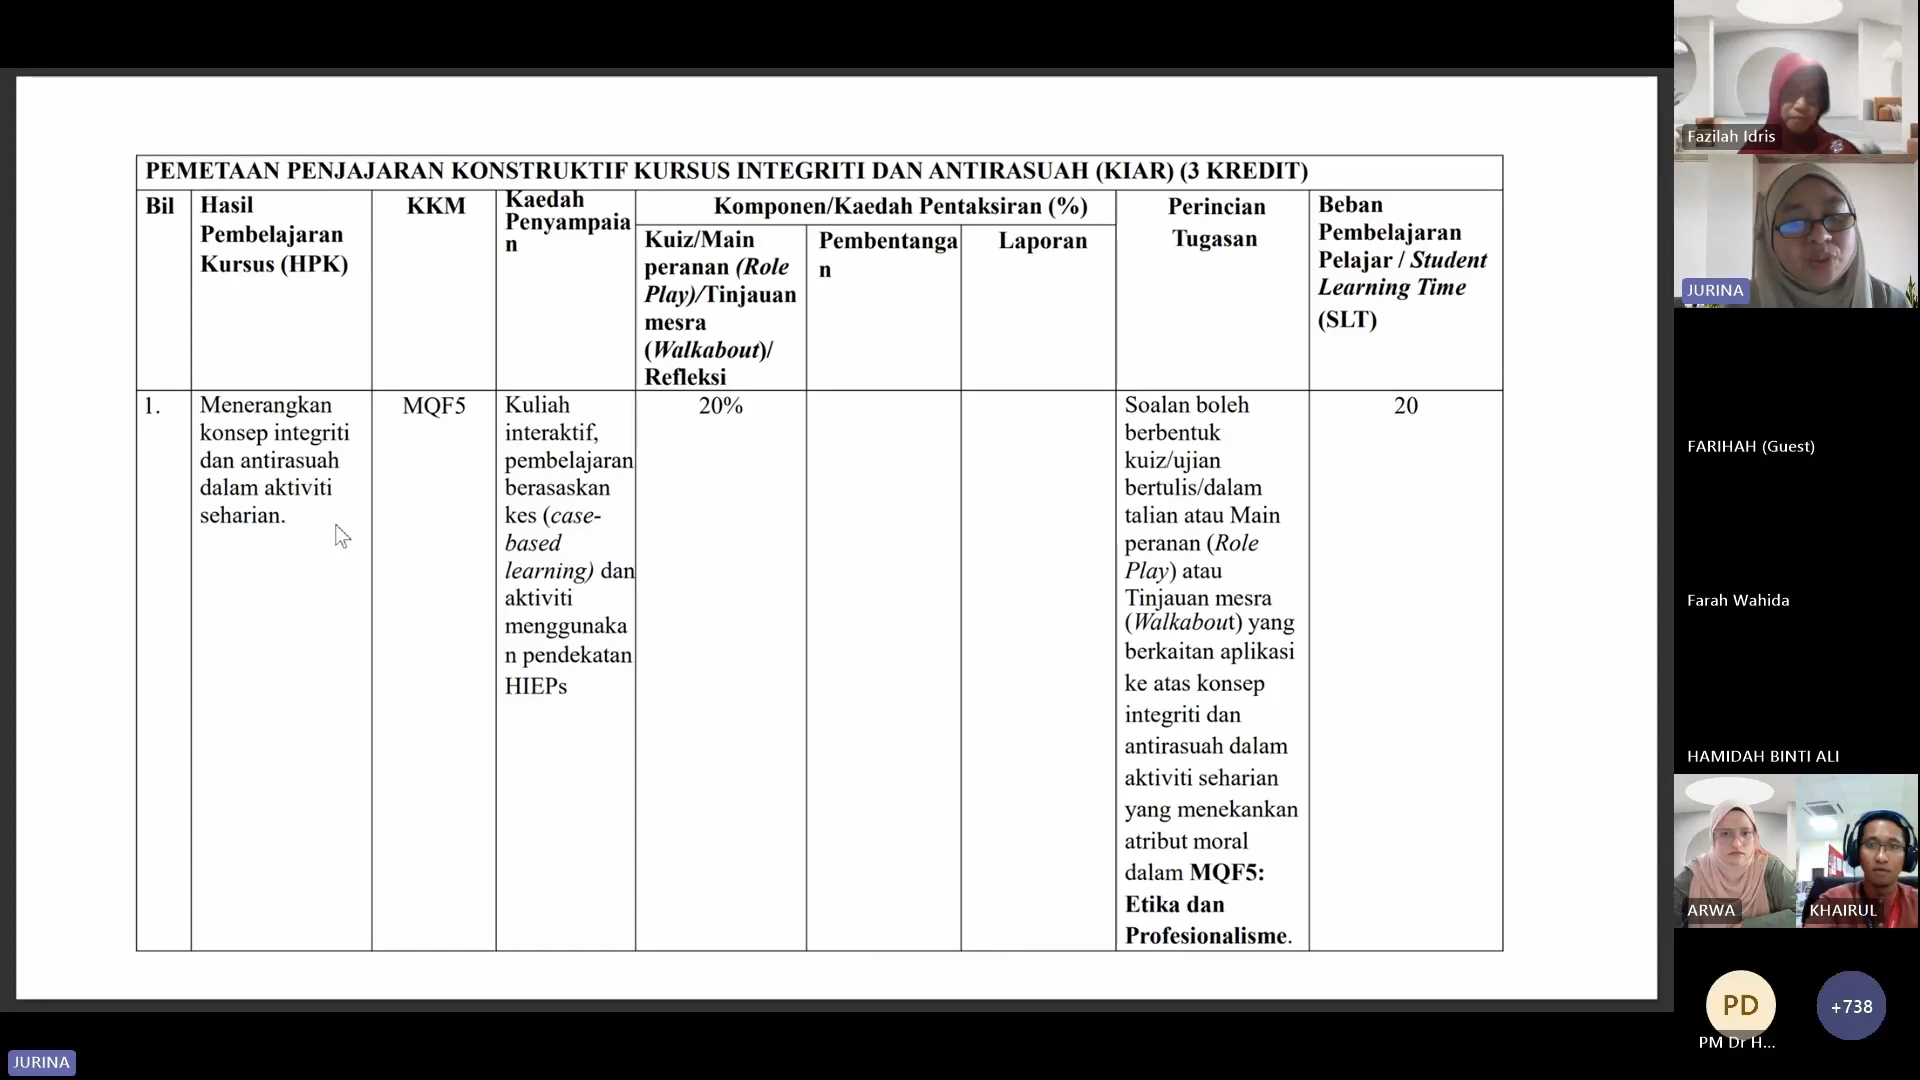 PEMETAAN PENJAJARAN KONSTRUKTIF KURSUS INTEGRITI DAN ANTIRASUAH (KIAR) (3 KREDIT)
Bil
Hasil
Pembelajaran
Kursus (HPK)
KKM
Kaedah
Penyampaia
n
Komponen/Kaedah Pentaksiran (%)
Kuiz/Main
peranan (Role
Play)/Tinjauan
mesra
(Walkabout)/
Refleksi
Pembentanga
n
Laporan
Perincian
Tugasan
Beban
Pembelajaran
Pelajar / Student
Learning Time
(SLT)
1.
Menerangkan
konsep integriti
dan antirasuah
dalam aktiviti
seharian.
MQF5
Kuliah
interaktif,
pembelajaran
berasaskan
kes (case-
based
learning) dan
aktiviti
menggunaka
n pendekatan
HIEPs
20%
Soalan boleh
berbentuk
kuiz/ujian
bertulis/dalam
talian atau Main
peranan (Role
Play) atau
Tinjauan mesra
(Walkabout) yang
berkaitan aplikasi
ke atas konsep
integriti dan
antirasuah dalam
aktiviti seharian
yang menekankan
atribut moral
dalam MQF5:
Etika dan
Profesionalisme.
20
Fazilah Idris
JURINA
FARIHAH (Guest)
Farah Wahida
HAMIDAH BINTI ALI
ARWA
KHAIRUL
PD
+738
PM Dr H...
JURINA